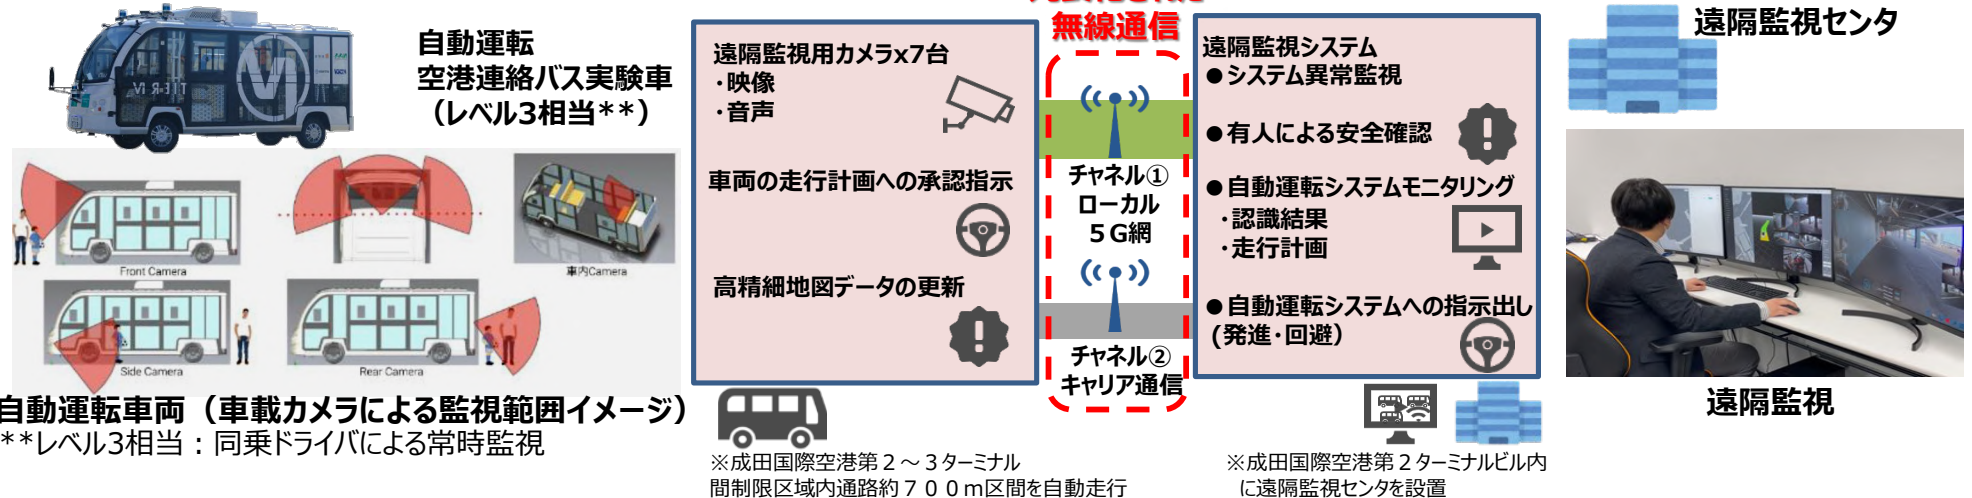 自動運転
空港連絡バス実験車
(レベル3相当**)
Front Camera
車内Camera
Side Camera
Rear Camera
自動運転車両（車載カメラによる監視範囲イメージ）
**レベル3相当：同乗ドライバによる常時監視
遠隔監視用カメラx7台
・映像
・音声
車両の走行計画への承認指示
高精細地図データの更新
※成田国際空港第２～３ターミナル
間制限区域内通路約７００ｍ区間を自動走行
無線通信
チャネル①
ローカル
５G網
チャネル②
キャリア通信
遠隔監視システム
●システム異常監視
●有人による安全確認
●自動運転システムモニタリング
・認識結果
・走行計画
●自動運転システムへの指示出し
(発進・回避）
※成田国際空港第２ターミナルビル内
に遠隔監視センタを設置
遠隔監視センタ
遠隔監視